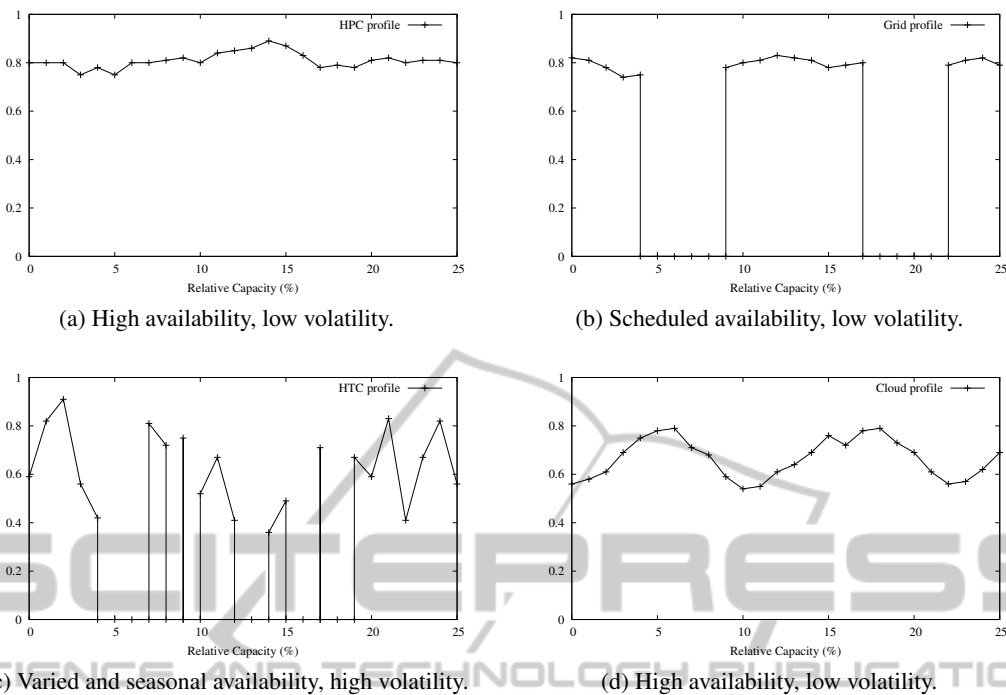 HPC profile
1
0.8
0.6
0.4
0.2
0
0 5 10 15 20 25
Relative Capacity (%)
(a) High availability, low volatility.
Grid profile
1
0.8
0.6
0.4
0.2
0
0 5 10 15 20 25
Relative Capacity (%)
(b) Scheduled availability, low volatility.
HTC profile
1
0.8
0.6
0.4
0.2
0
0 5 10 15 20 25
Relative Capacity (%)
c) Varied and seasonal availability, high volatility.
Cloud profile
1
0.8
0.6
0.4
0.2
0
0 5 10 15 20 25
Relative Capacity (%)
(d) High availability, low volatility.
SCITEPRESS
SCIENCE AND TECHNOLOGY PUBLICATIO